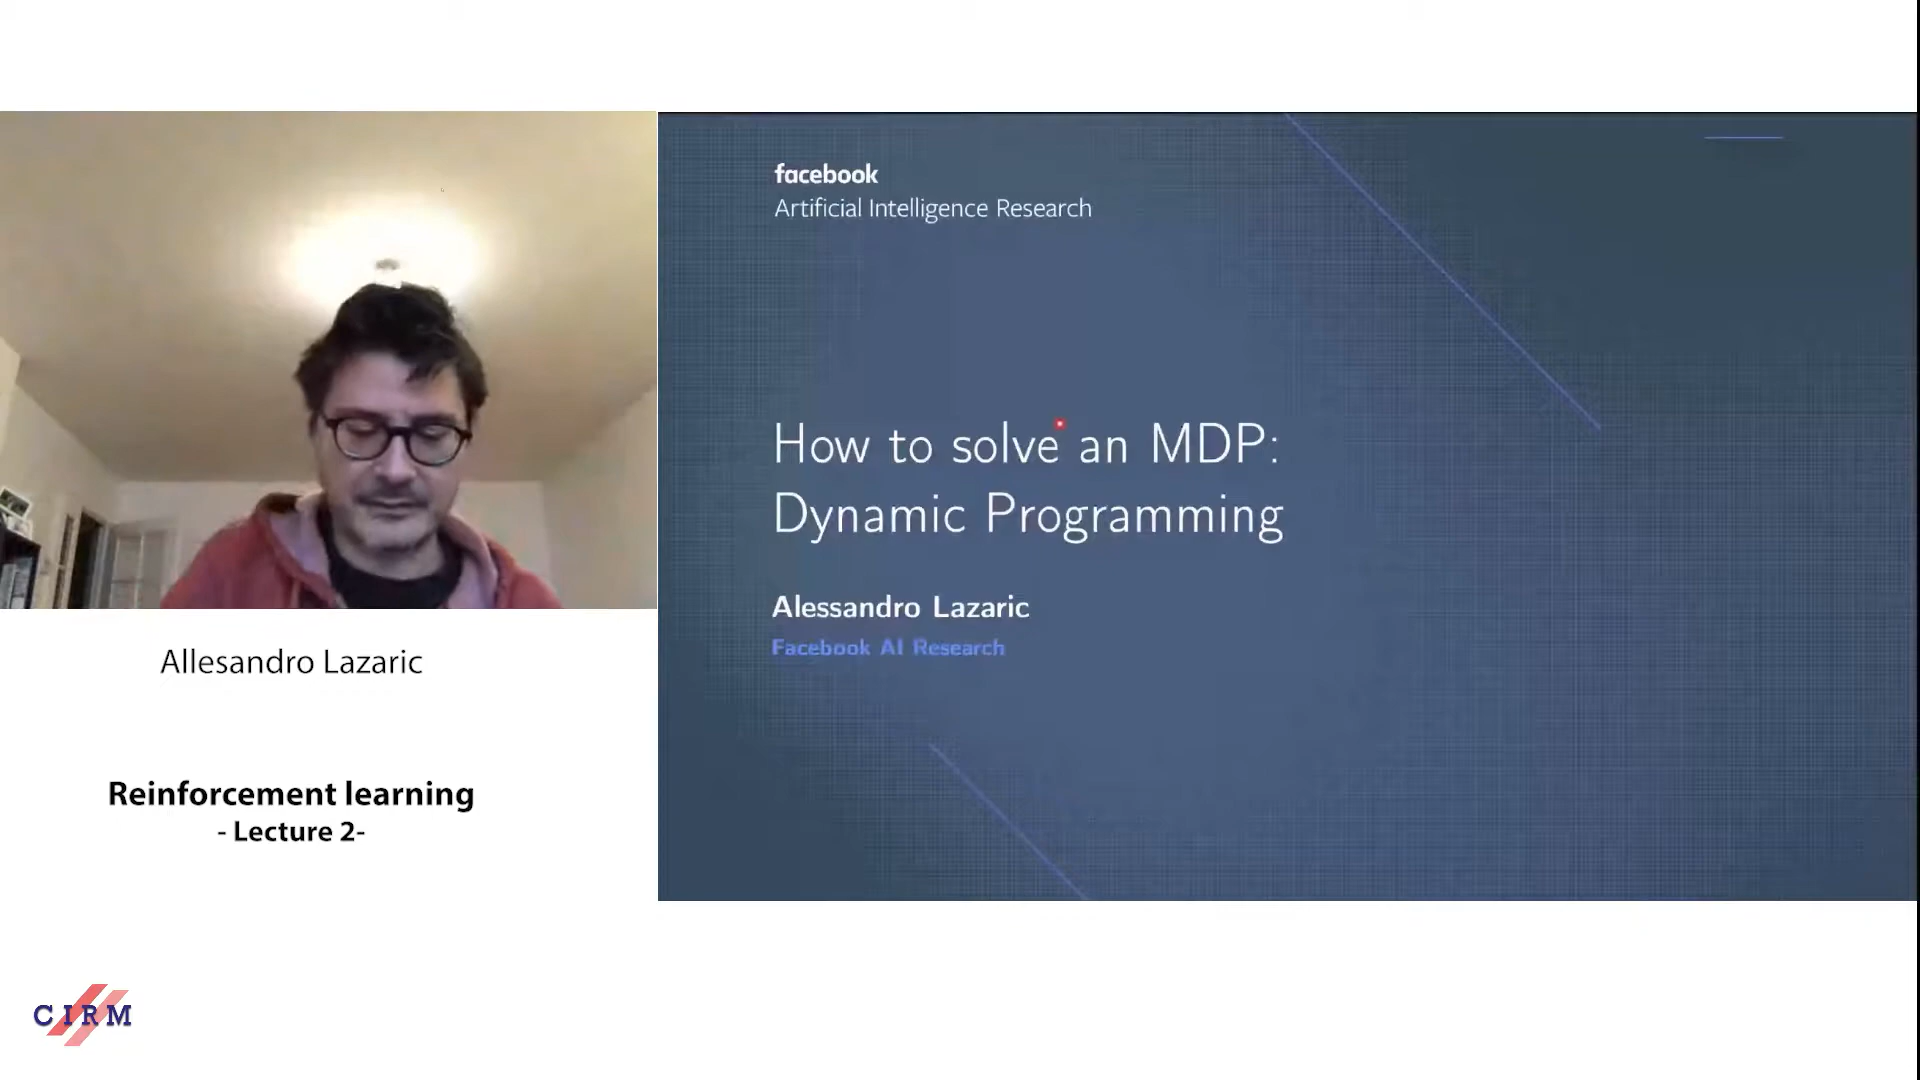 facebook
Artificial Intelligence Research
How to solve an MDP:
Dynamic Programming
Alessandro Lazaric
Facebook AI Research
Allesandro Lazaric
Reinforcement learning
- Lecture 2-
CIRM